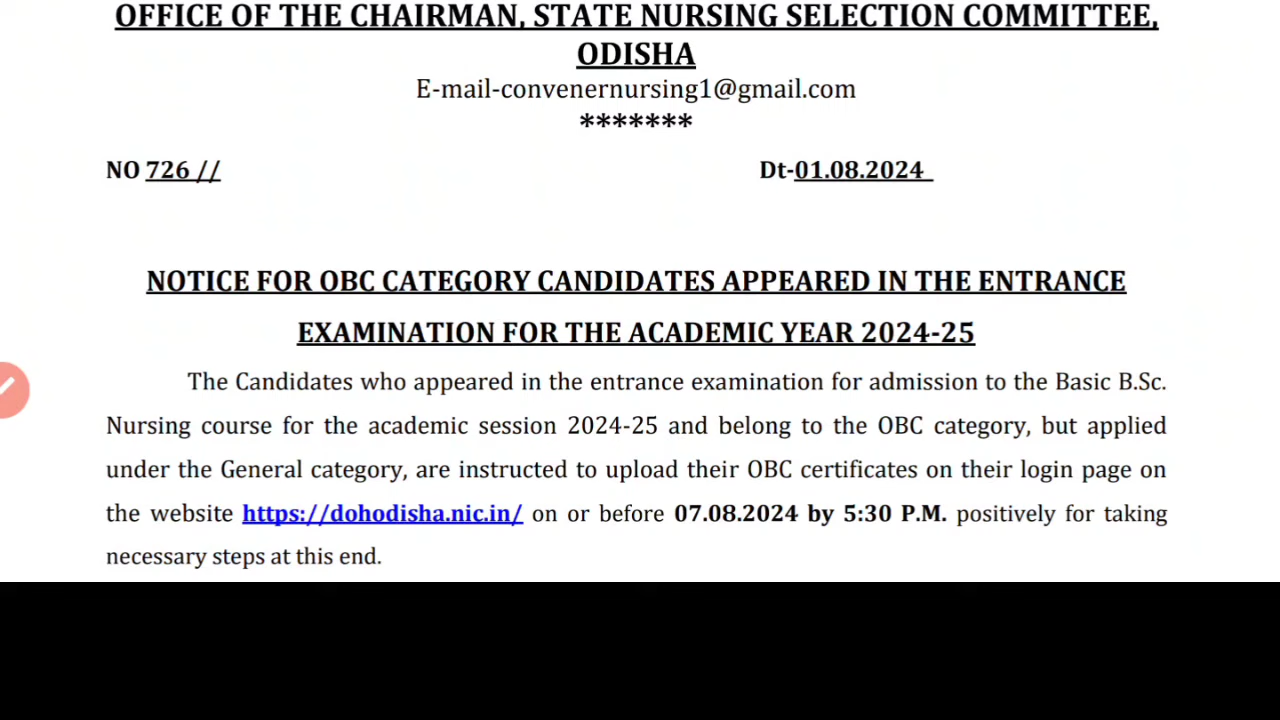 OFFICE OF THE CHAIRMAN, STATE NURSING SELECTION COMMITTEE,
ODISHA
E-mail-convenernursing1@gmail.com
*******
NO 726 // Dt-01.08.2024
NOTICE FOR OBC CATEGORY CANDIDATES APPEARED IN THE ENTRANCE
EXAMINATION FOR THE ACADEMIC YEAR 2024-25
The Candidates who appeared in the entrance examination for admission to the Basic B.Sc.
Nursing course for the academic session 2024-25 and belong to the OBC category, but applied
under the General category, are instructed to upload their OBC certificates on their login page on
the website https://dohodisha.nic.in/ on or before 07.08.2024 by 5:30 P.M. positively for taking
necessary steps at this end.